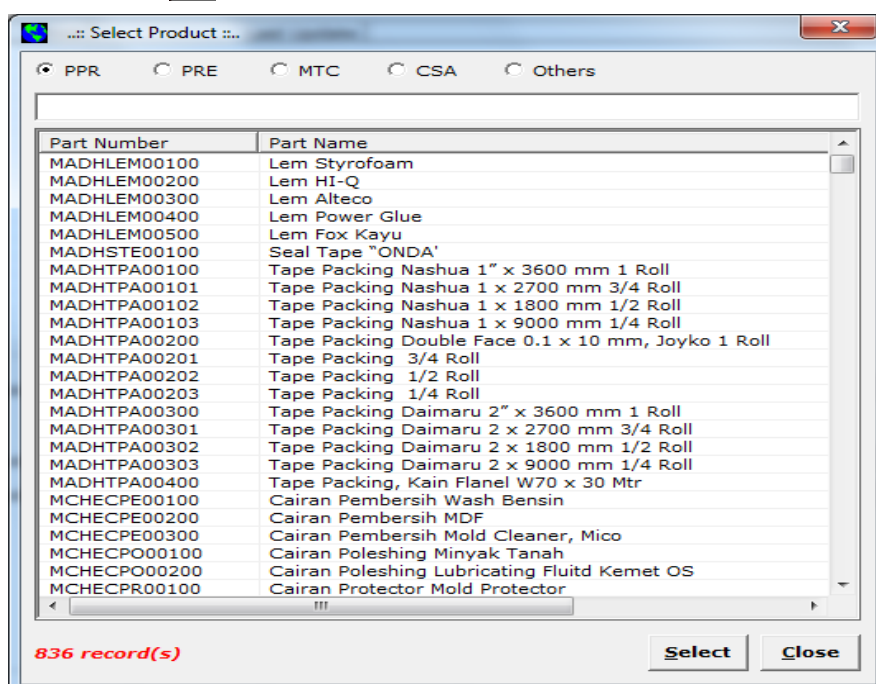 ..:: Select Product ::..
PPR PRE MTC CSA Others
Part Number Part Name
MADHLEM00100 Lem Styrofoam
MADHLEM00200 Lem HI-Q
MADHLEM00300 Lem Alteco
MADHLEM00400 Lem Power Glue
MADHLEM00500 Lem Fox Kayu
MADHSTE00100 Seal Tape "ONDA'
MADHTPA00100 Tape Packing Nashua 1″ x 3600 mm 1 Roll
MADHTPA00101 Tape Packing Nashua 1 x 2700 mm 3/4 Roll
MADHTPA00102 Tape Packing Nashua 1 x 1800 mm 1/2 Roll
MADHTPA00103 Tape Packing Nashua 1 x 9000 mm 1/4 Roll
MADHTPA00200 Tape Packing Double Face 0.1 x 10 mm, Joyko 1 Roll
MADHTPA00201 Tape Packing 3/4 Roll
MADHTPA00202 Tape Packing 1/2 Roll
MADHTPA00203 Tape Packing 1/4 Roll
MADHTPA00300 Tape Packing Daimaru 2″ x 3600 mm 1 Roll
MADHTPA00301 Tape Packing Daimaru 2 x 2700 mm 3/4 Roll
MADHTPA00302 Tape Packing Daimaru 2 x 1800 mm 1/2 Roll
MADHTPA00303 Tape Packing Daimaru 2 x 9000 mm 1/4 Roll
MADHTPA00400 Tape Packing, Kain Flanel W70 x 30 Mtr
MCHECPE00100 Cairan Pembersih Wash Bensin
MCHECPE00200 Cairan Pembersih MDF
MCHECPE00300 Cairan Pembersih Mold Cleaner, Mico
MCHECPO00100 Cairan Poleshing Minyak Tanah
MCHECPO00200 Cairan Poleshing Lubricating Fluitd Kemet OS
MCHECPR00100 Cairan Protector Mold Protector
836 record(s) Select Close